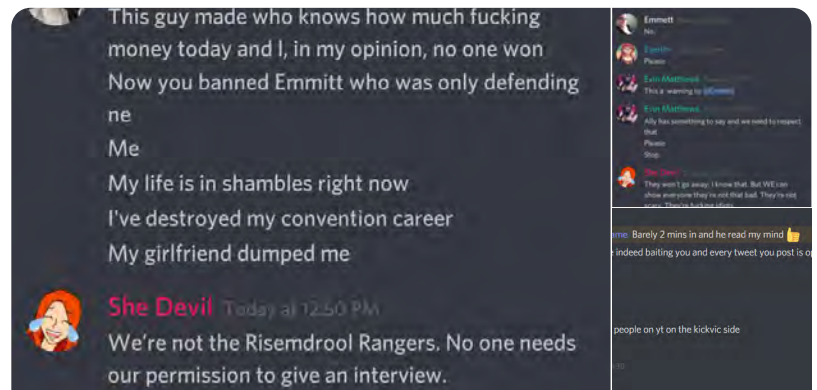 This guy made who knows how much fucking
money today and I, in my opinion, no one won
Now you banned Emmitt who was only defending
ne
Me
My life is in shambles right now
I've destroyed my convention career
My girlfriend dumped me
She Devil Today at 12:50 PM
We're not the Risemdrool Rangers. No one needs
our permission to give an interview.
Emmett
No.
Please
Erin Matthews
This a warning to
Erin Matthews
Ally has something to say and we need to respect
that
Please
Stop
She Devil
They won't go away. I know that. But WE can
show everyone they're not that bad. They're not
scary. They're fucking idiots
me: Barely 2 mins in and he read my mind 👍
indeed baiting you and every tweet you post is
people on yt on the kickvic side